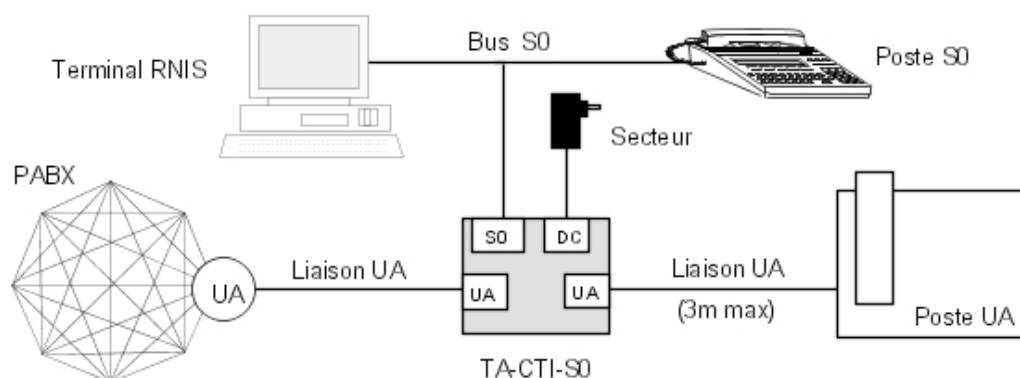 Bus S0
Terminal RNIS
Poste S0
Secteur
PABX
S0
DC
Liaison UA
Liaison UA
UA
UA
UA
(3m max)
Poste UA
TA-CTI-S0